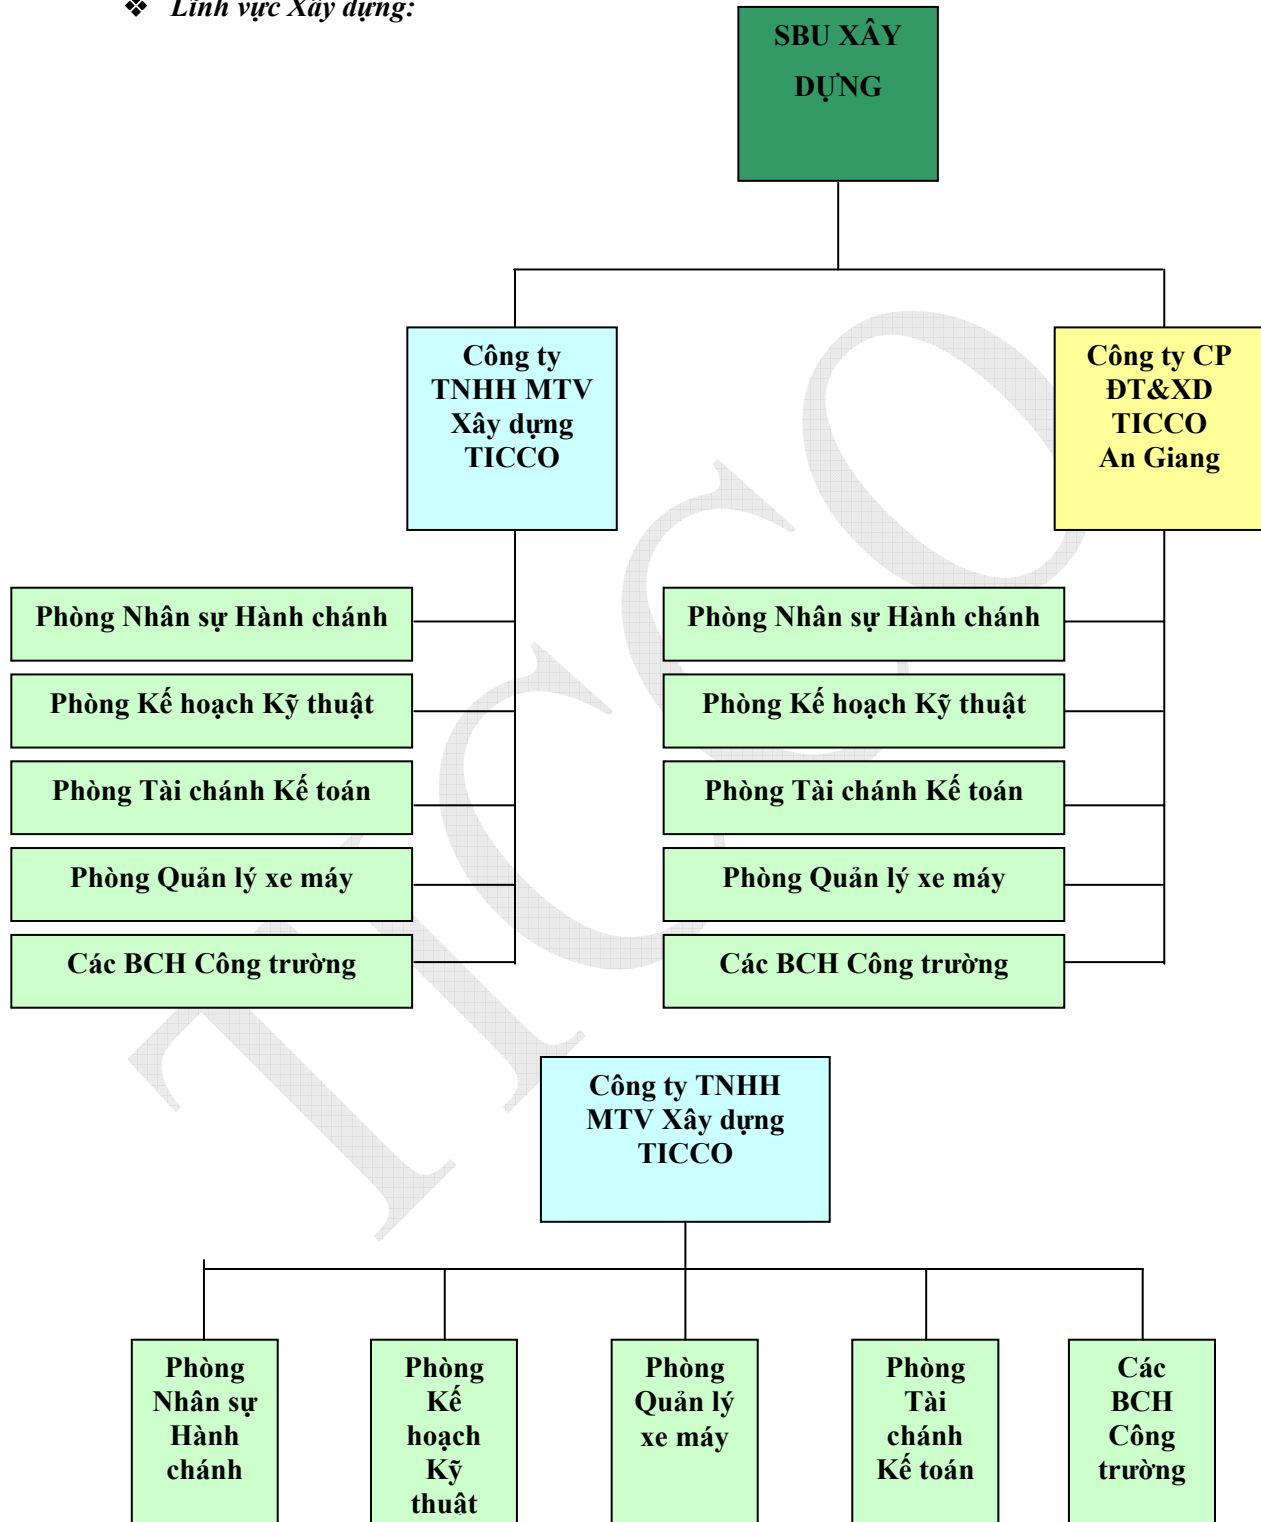 ❖ Lĩnh vực Xây dựng:
SBU XÂY
DỰNG
Công ty
TNHH MTV
Xây dựng
TICCO
Công ty CP
ĐT&XD
TICCO
An Giang
Phòng Nhân sự Hành chánh
Phòng Kế hoạch Kỹ thuật
Phòng Tài chánh Kế toán
Phòng Quản lý xe máy
Các BCH Công trường
Phòng Nhân sự Hành chánh
Phòng Kế hoạch Kỹ thuật
Phòng Tài chánh Kế toán
Phòng Quản lý xe máy
Các BCH Công trường
TICCO
Công ty TNHH
MTV Xây dựng
TICCO
Phòng
Nhân sự
Hành
chánh
Phòng
Kế
hoạch
Kỹ
thuật
Phòng
Quản lý
xe máy
Phòng
Tài
chánh
Kế toán
Các
BCH
Công
trường